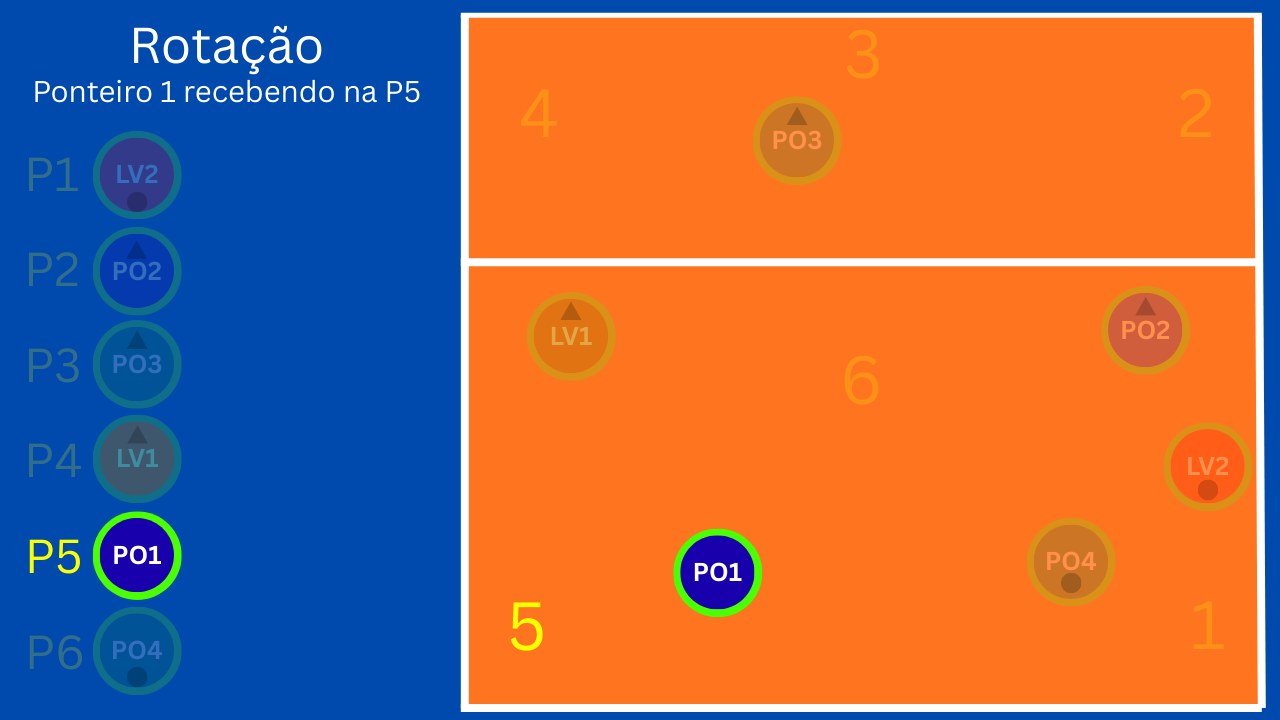 Rotação
Ponteiro 1 recebendo na P5
P1 LV2
P2 PO2
P3 PO3
P4 LV1
P5 PO1
P6 PO4
3
4
2
PO3
LV1
PO2
6
LV2
PO4
PO1
5
1